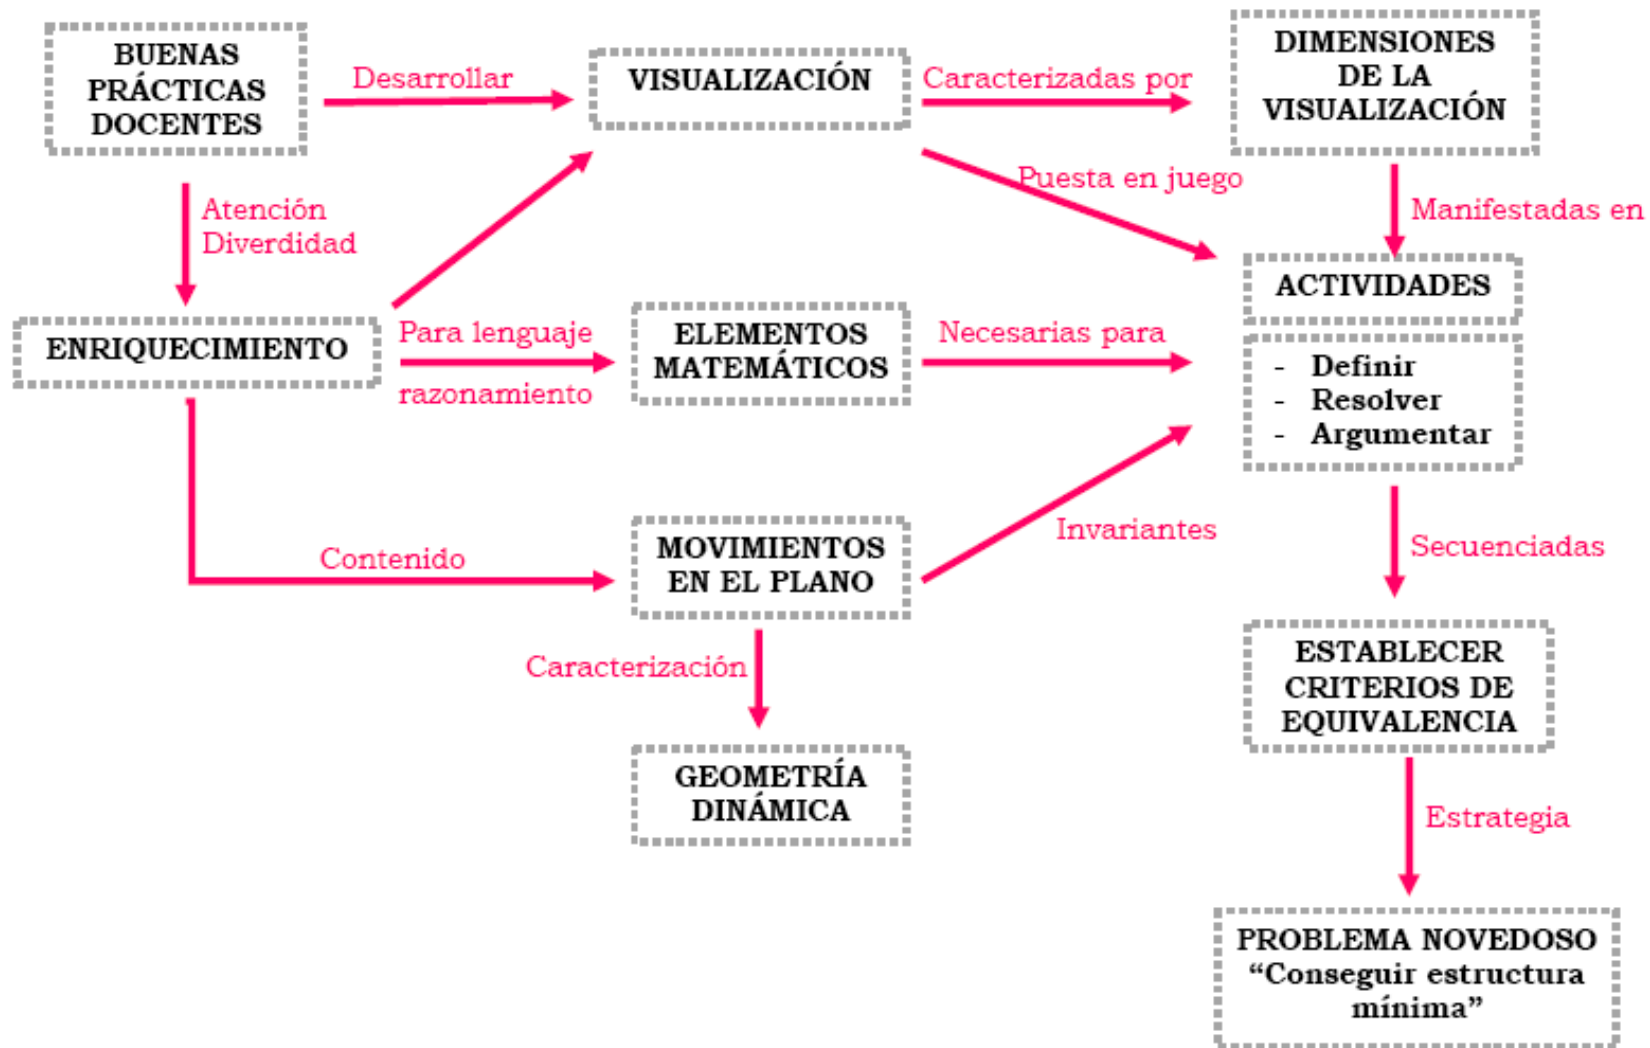 BUENAS
PRÁCTICAS
DOCENTES
Desarrollar
VISUALIZACIÓN
Caracterizadas por
DIMENSIONES
DE LA
VISUALIZACIÓN
Atención
Diverdidad
Puesta en juego
Manifestadas en
ENRIQUECIMIENTO
Para lenguaje
razonamiento
ELEMENTOS
MATEMÁTICOS
Necesarias para
ACTIVIDADES
- Definir
- Resolver
- Argumentar
Contenido
MOVIMIENTOS
EN EL PLANO
Invariantes
Secuenciadas
Caracterización
GEOMETRÍA
DINÁMICA
ESTABLECER
CRITERIOS DE
EQUIVALENCIA
Estrategia
PROBLEMA NOVEDOSO
“Conseguir estructura
mínima”